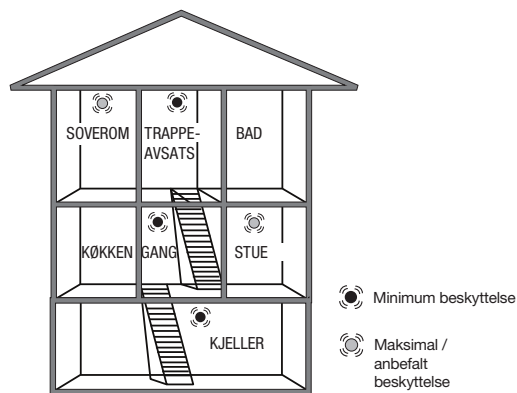 SOVEROM
TRAPPE-
AVSATS
BAD
KØKKEN
GANG
STUE
KJELLER
Minimum beskyttelse
Maksimal /
anbefalt
beskyttelse